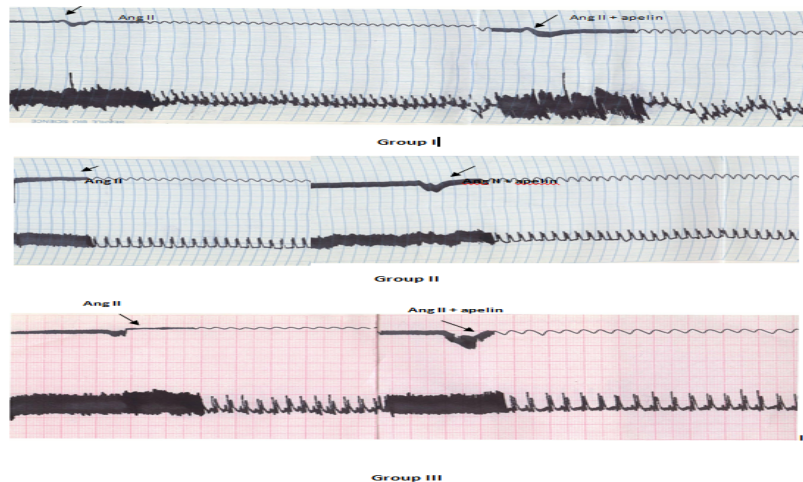 Ang II
Ang II + apelin
Group I
Ang II
Ang II + apelin
Group II
Ang II
Ang II + apelin
Group III